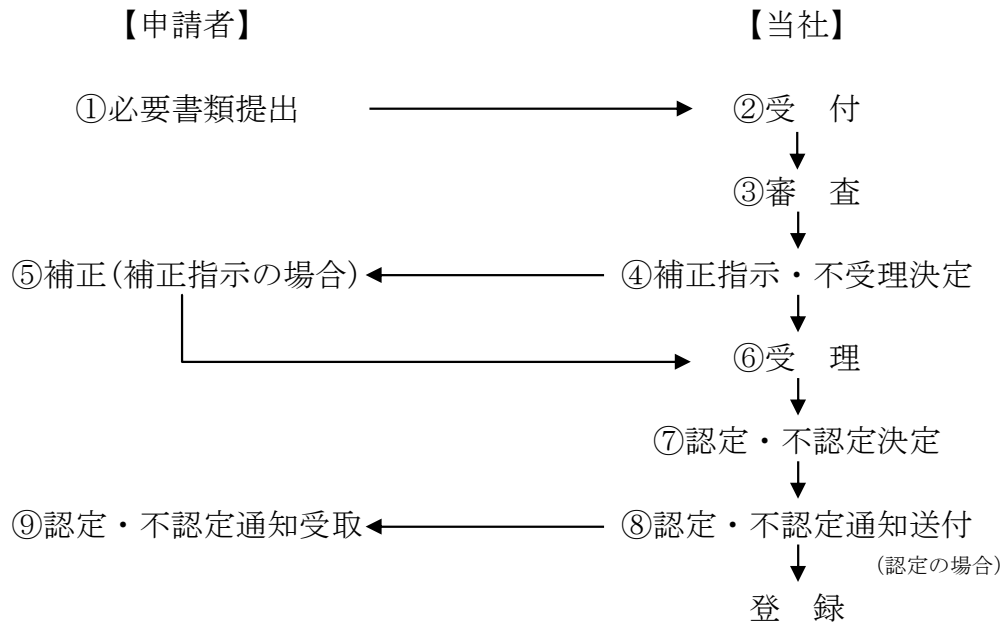 【申請者】 【当社】
①必要書類提出 ②受　付
③審　査
⑤補正(補正指示の場合) ④補正指示・不受理決定
⑥受　理
⑦認定・不認定決定
⑨認定・不認定通知受取 ⑧認定・不認定通知送付
(認定の場合)
登　録